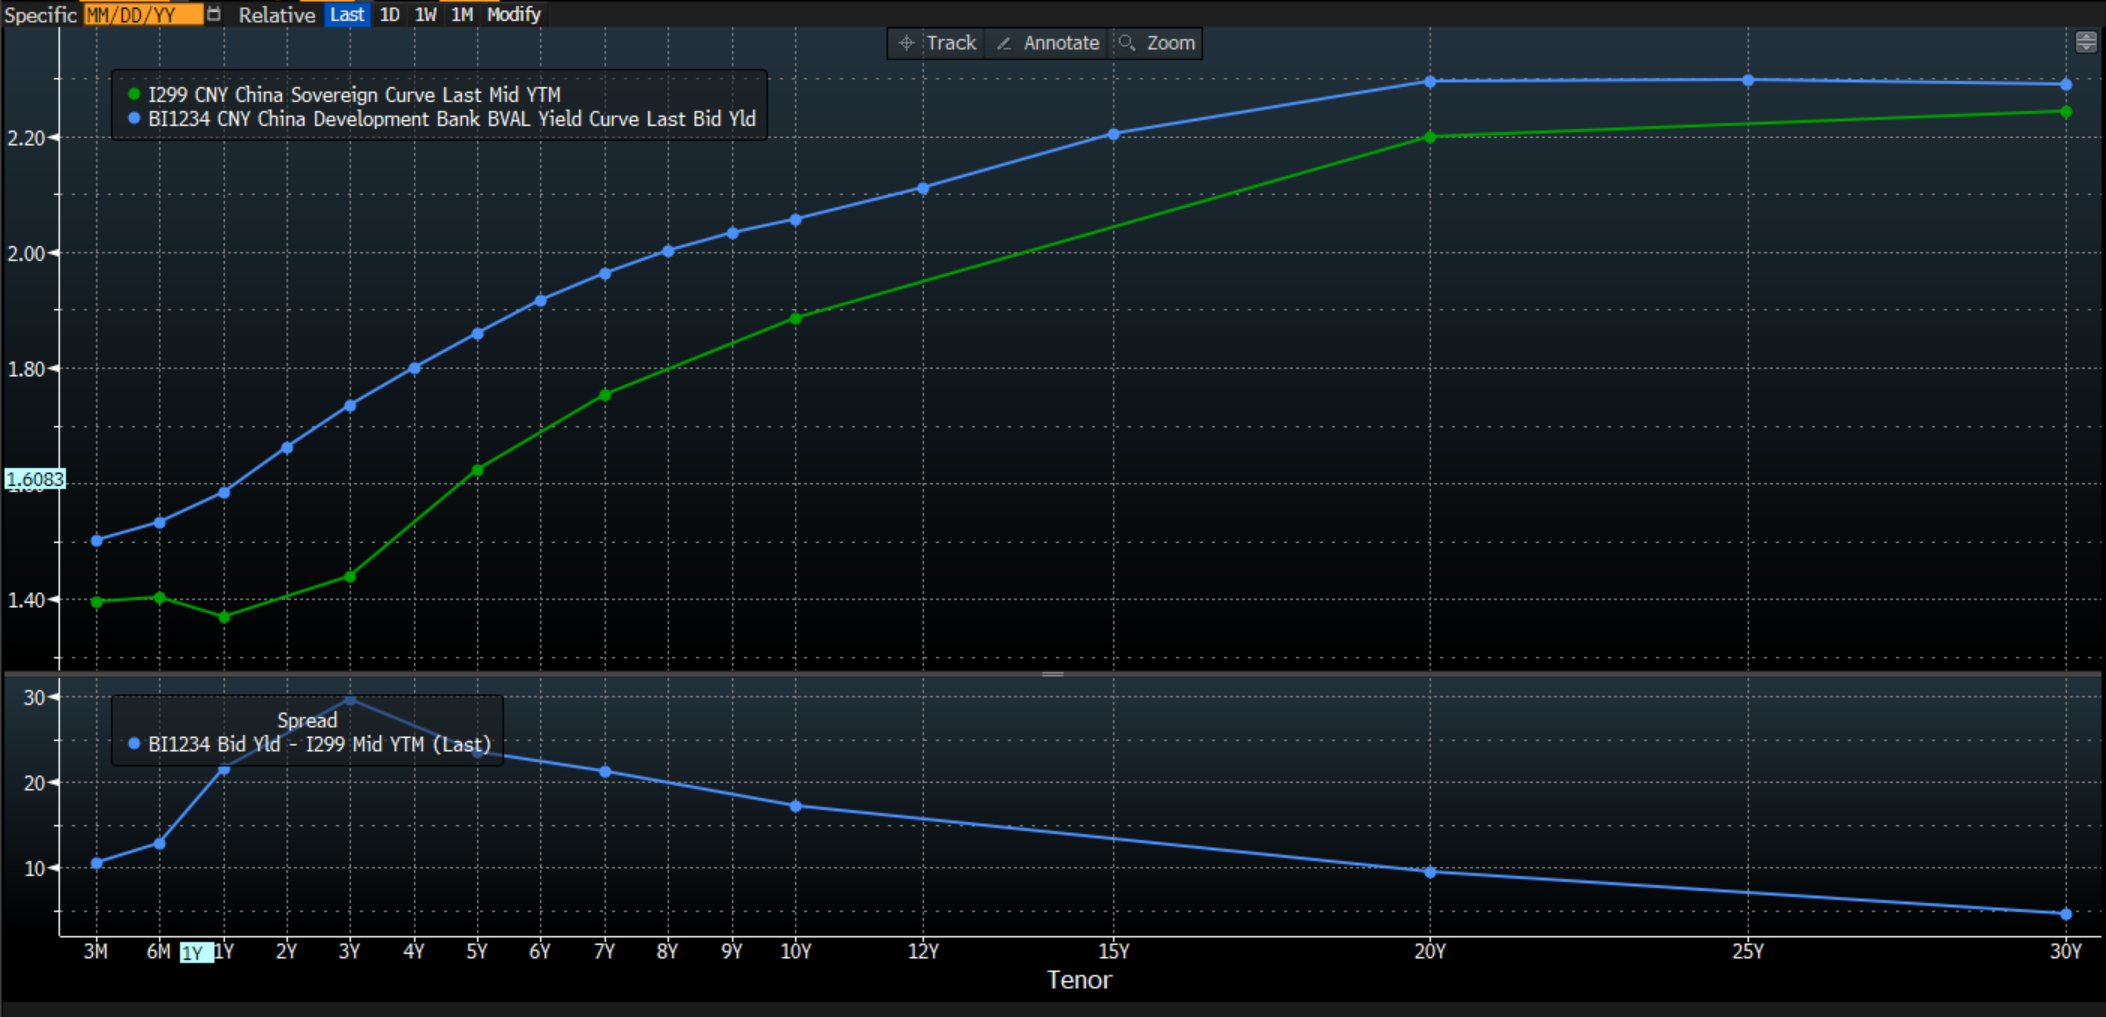 Specific MM/DD/YY Relative Last 1D 1W 1M Modify
Track Annotate Zoom
I299 CNY China Sovereign Curve Last Mid YTM
BI1234 CNY China Development Bank BVAL Yield Curve Last Bid Yld
2.20
2.00
1.80
1.6083
1.40
30
Spread
BI1234 Bid Yld - I299 Mid YTM (Last)
20
10
3M 6M 1Y 1Y 2Y 3Y 4Y 5Y 6Y 7Y 8Y 9Y 10Y 12Y 15Y 20Y 25Y 30Y
Tenor